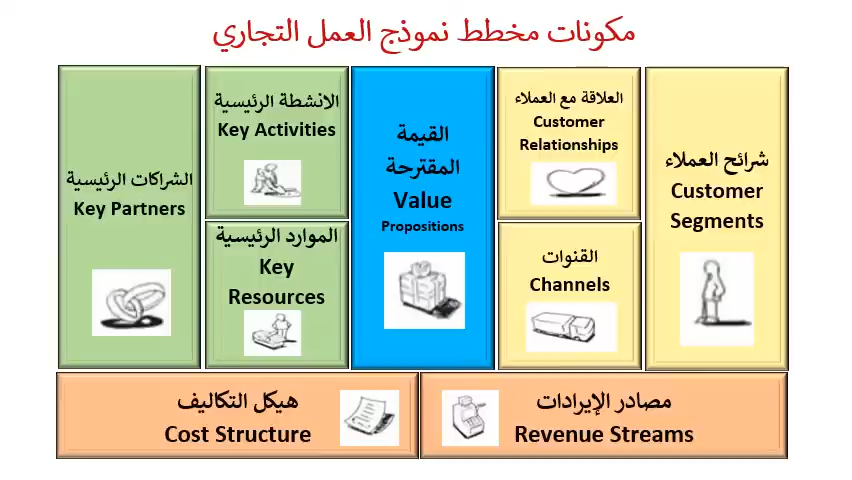 مكونات مخطط نموذج العمل التجاري
شرائح العملاء
Customer
Segments
العلاقة مع العملاء
Customer
Relationships
القنوات
Channels
القيمة
المقترحة
Value
Propositions
الانشطة الرئيسية
Key Activities
الموارد الرئيسية
Key
Resources
الشراكات الرئيسية
Key Partners
مصادر الإيرادات
Revenue Streams
هيكل التكاليف
Cost Structure